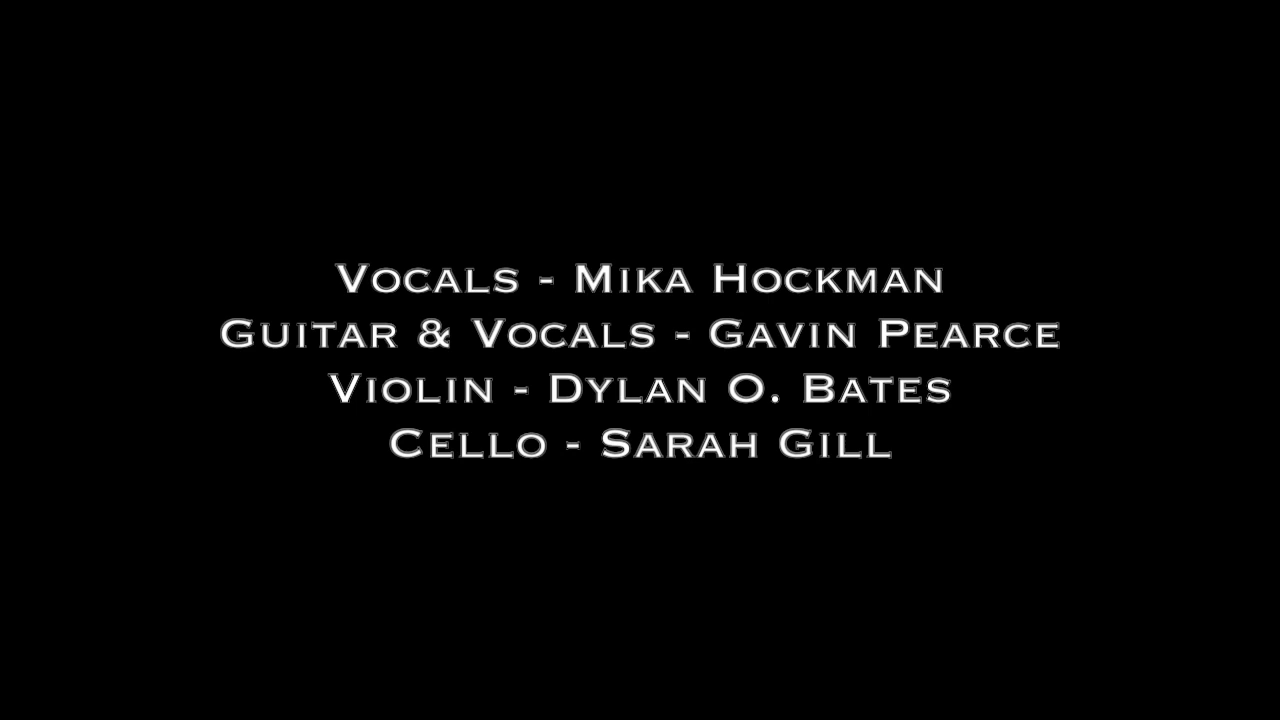 Vocals - Mika Hockman
Guitar & Vocals - Gavin Pearce
Violin - Dylan O. Bates
Cello - Sarah Gill